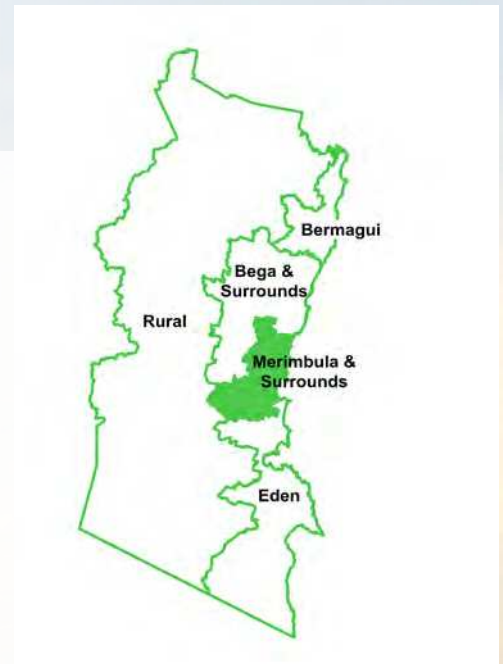 Bermagui
Bega &
Surrounds
Rural
Merimbula &
Surrounds
Eden